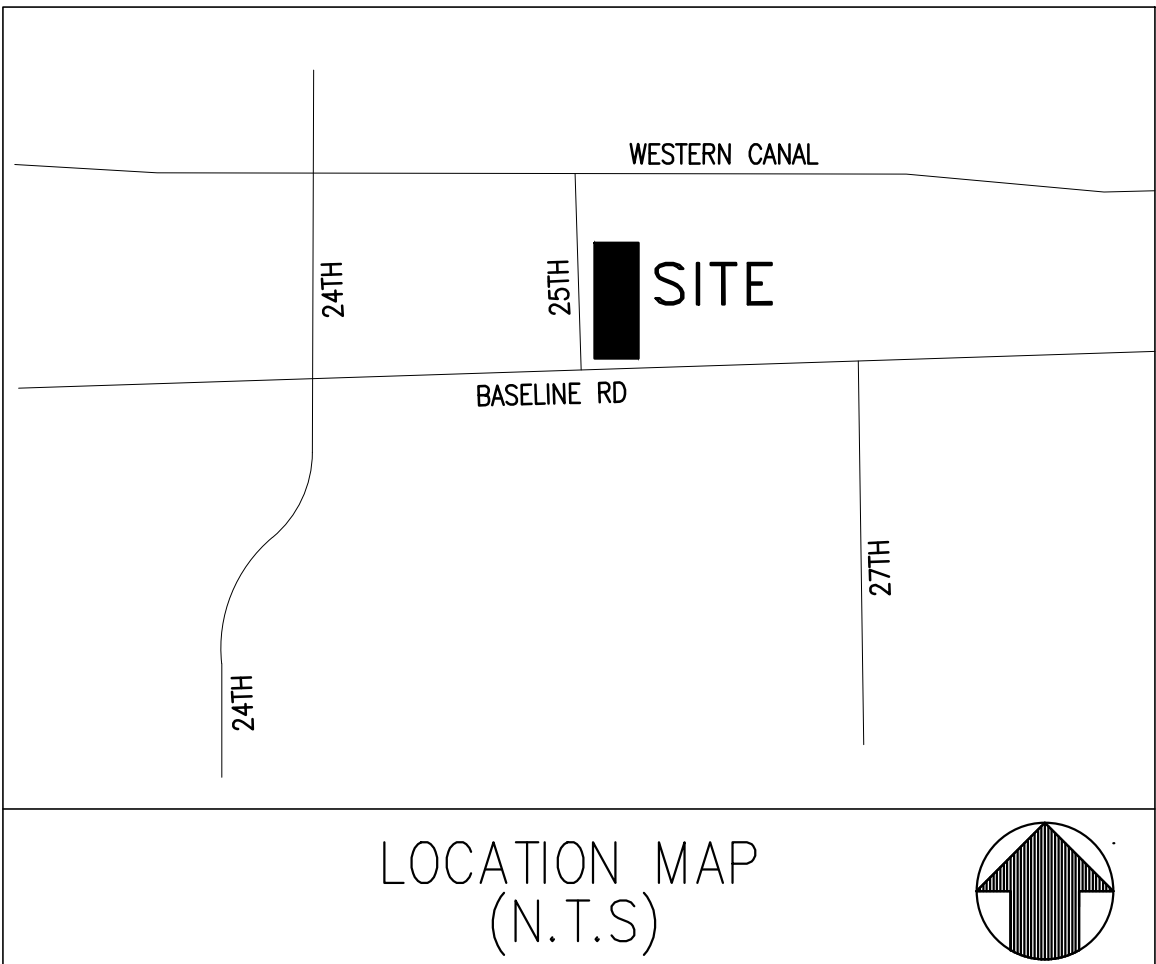 WESTERN CANAL
24TH
25TH
SITE
BASELINE RD
27TH
24TH
LOCATION MAP
(N.T.S)